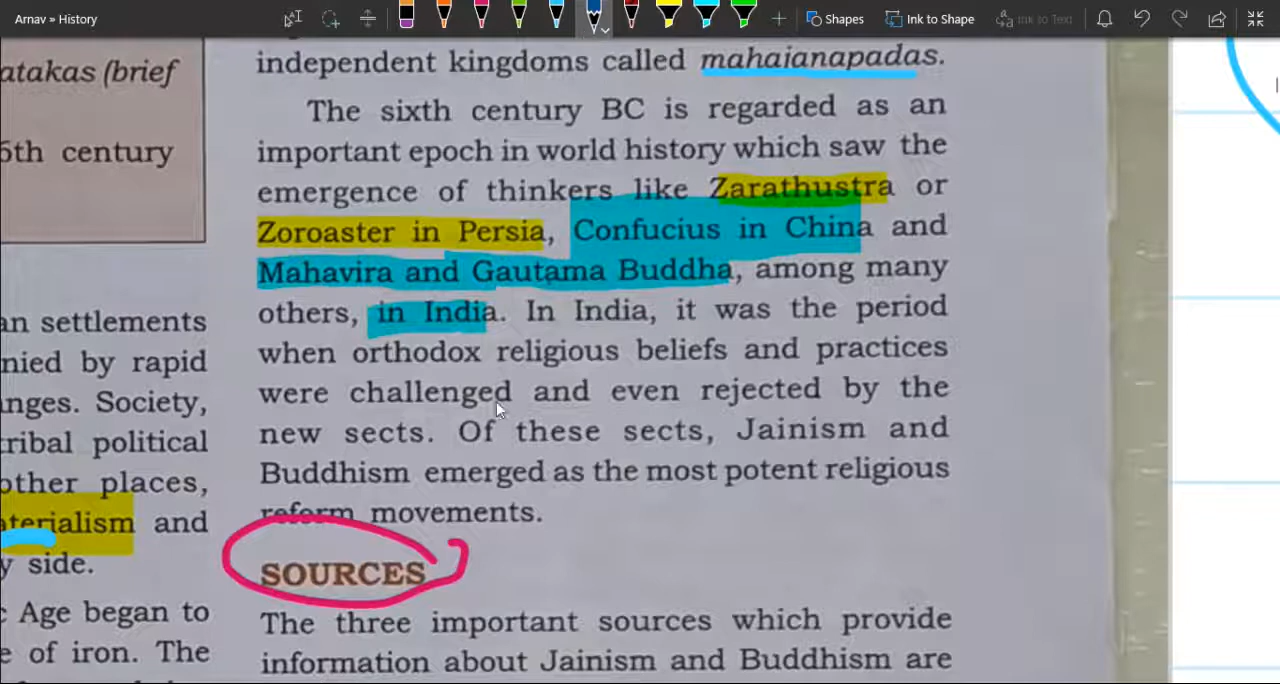 Arnav » History
Shapes
Ink to Shape
Ink to Text
atakas (brief
5th century
an settlements
nied by rapid
anges. Society,
tribal political
other places,
aterialism and
y side.
c Age began to
e of iron. The
independent kingdoms called mahajanapadas.
The sixth century BC is regarded as an
important epoch in world history which saw the
emergence of thinkers like Zarathustra or
Zoroaster in Persia, Confucius in China and
Mahavira and Gautama Buddha, among many
others, in India. In India, it was the period
when orthodox religious beliefs and practices
were challenged and even rejected by the
new sects. Of these sects, Jainism and
Buddhism emerged as the most potent religious
reform movements.
SOURCES
The three important sources which provide
information about Jainism and Buddhism are